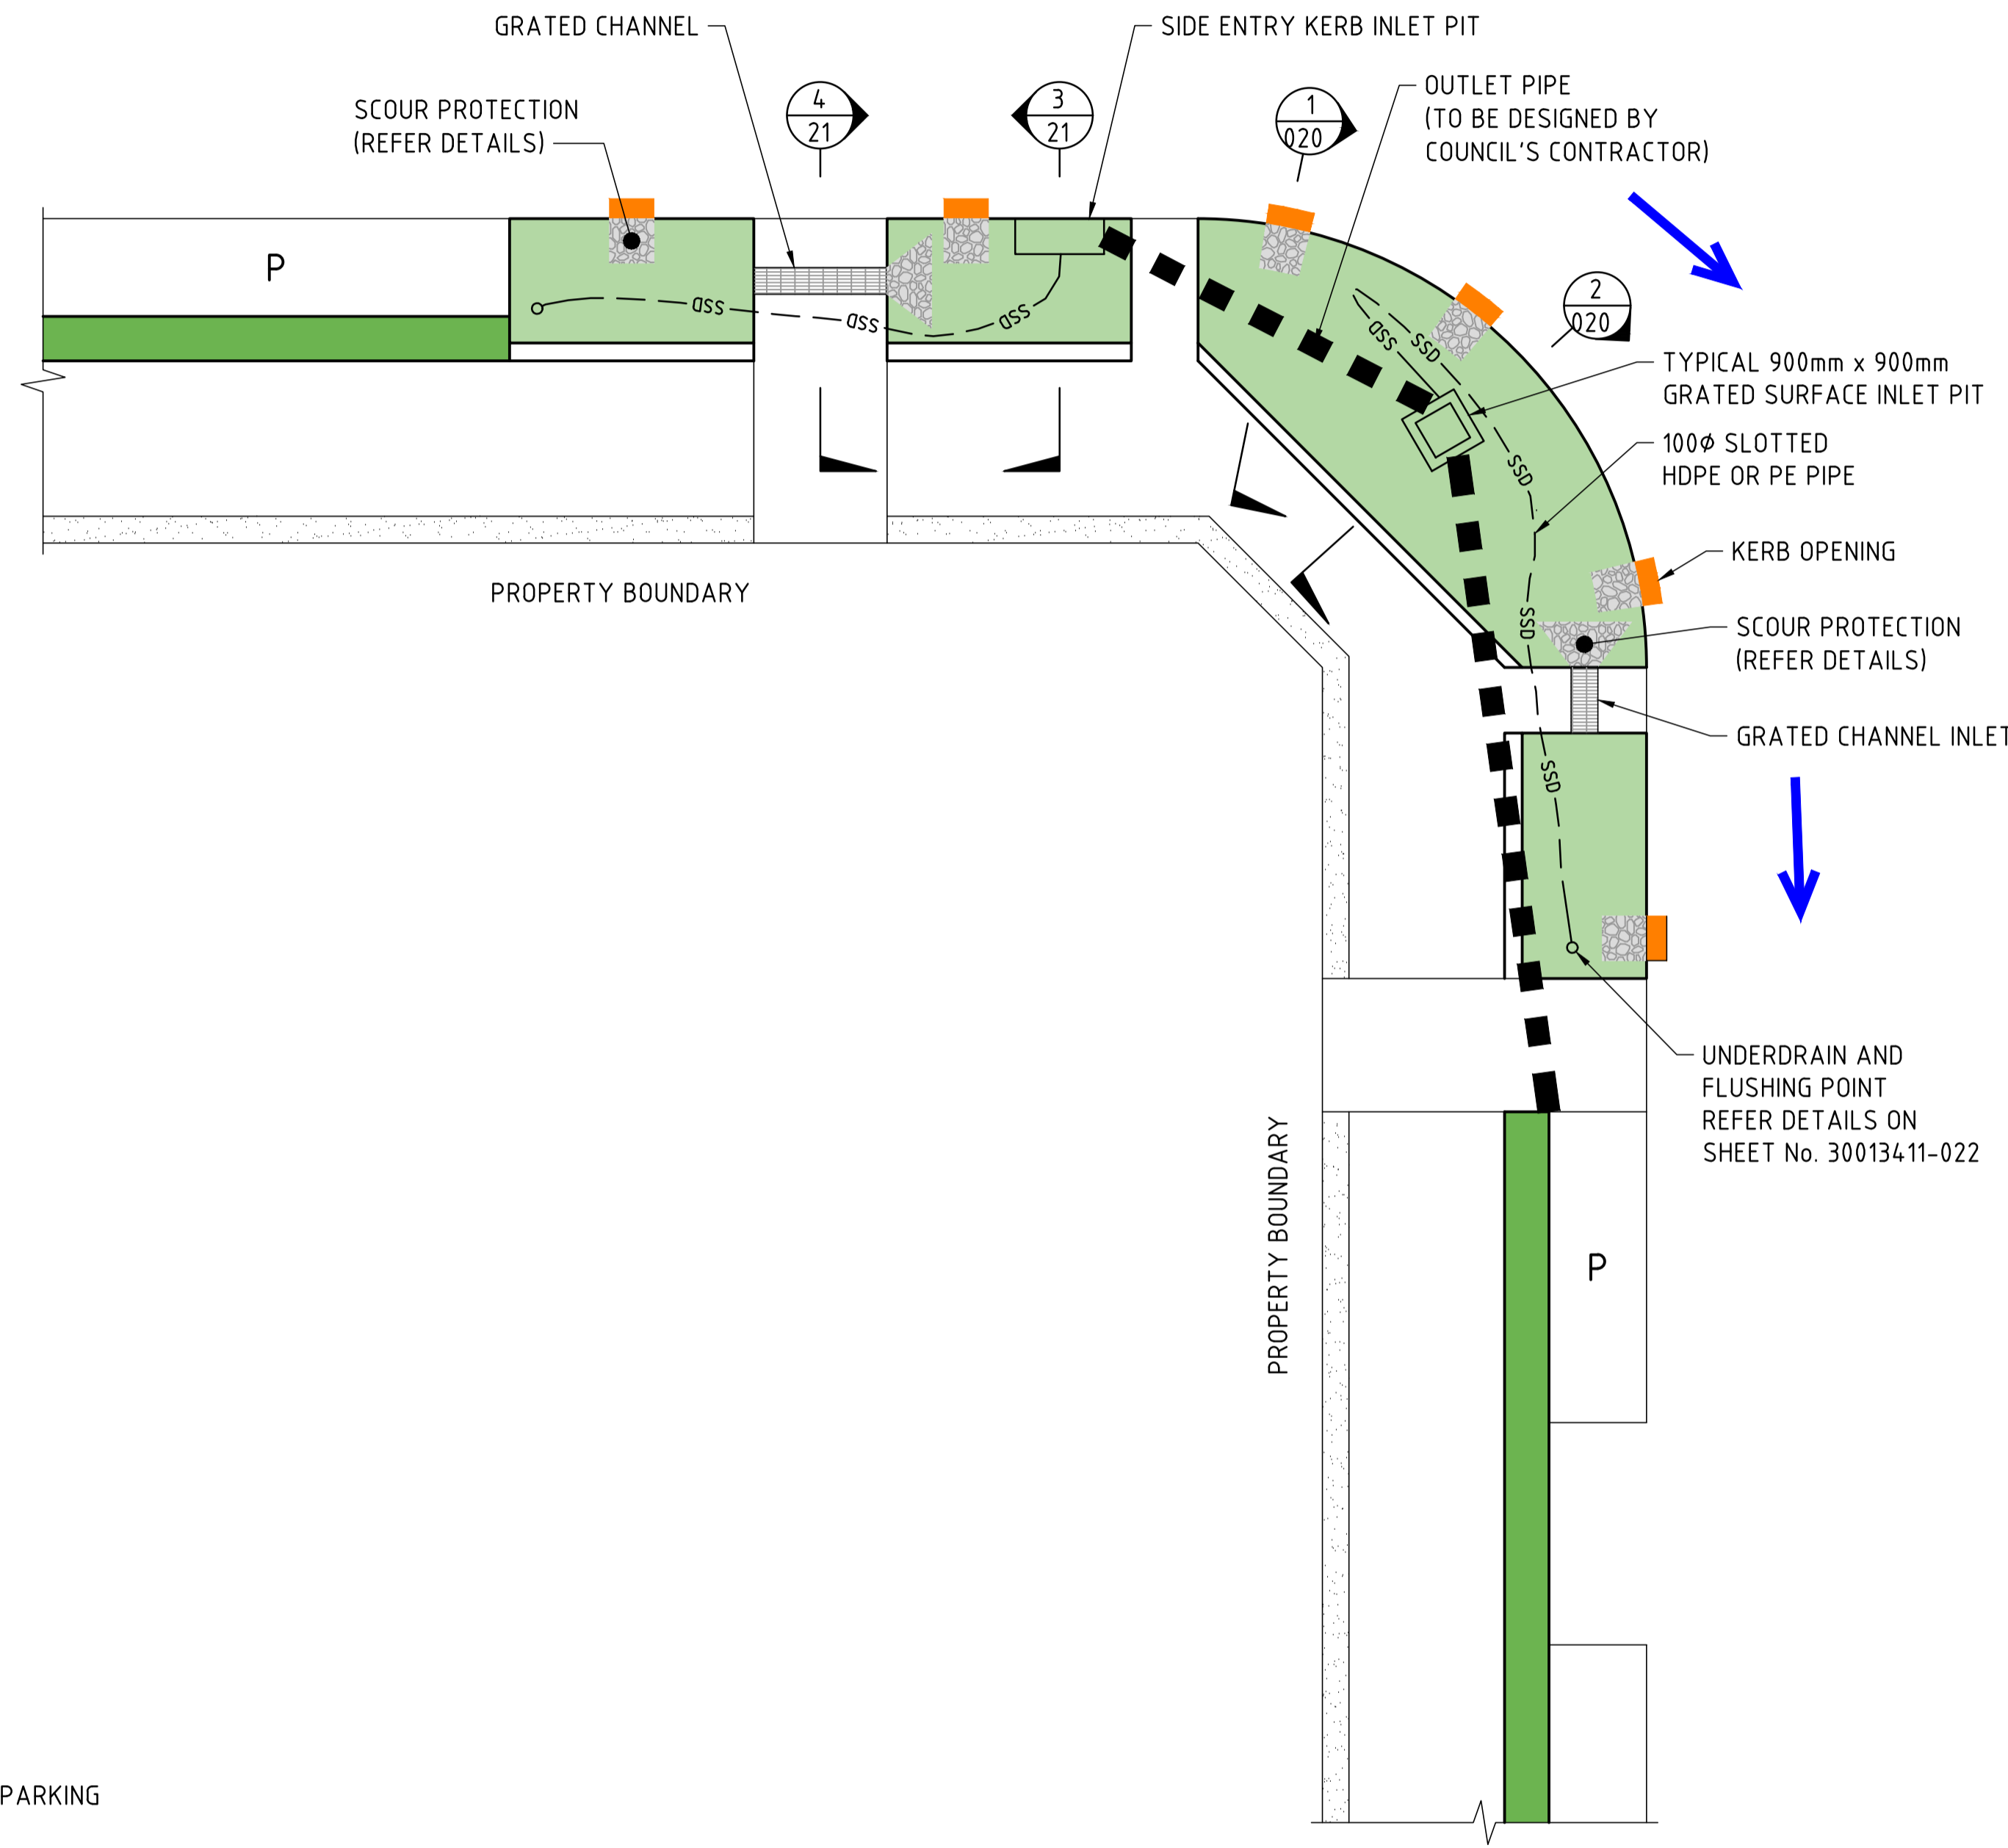 GRATED CHANNEL
SIDE ENTRY KERB INLET PIT
SCOUR PROTECTION
(REFER DETAILS)
4
21
3
21
1
020
OUTLET PIPE
(TO BE DESIGNED BY
COUNCIL'S CONTRACTOR)
P
SSD
SSD
SSD
2
020
SSD
SSD
TYPICAL 900mm x 900mm
GRATED SURFACE INLET PIT
100Ø SLOTTED
HDPE OR PE PIPE
SSD
KERB OPENING
PROPERTY BOUNDARY
SSD
SCOUR PROTECTION
(REFER DETAILS)
GRATED CHANNEL INLET
SSD
UNDERDRAIN AND
FLUSHING POINT
REFER DETAILS ON
SHEET No. 30013411-022
PROPERTY BOUNDARY
P
PARKING